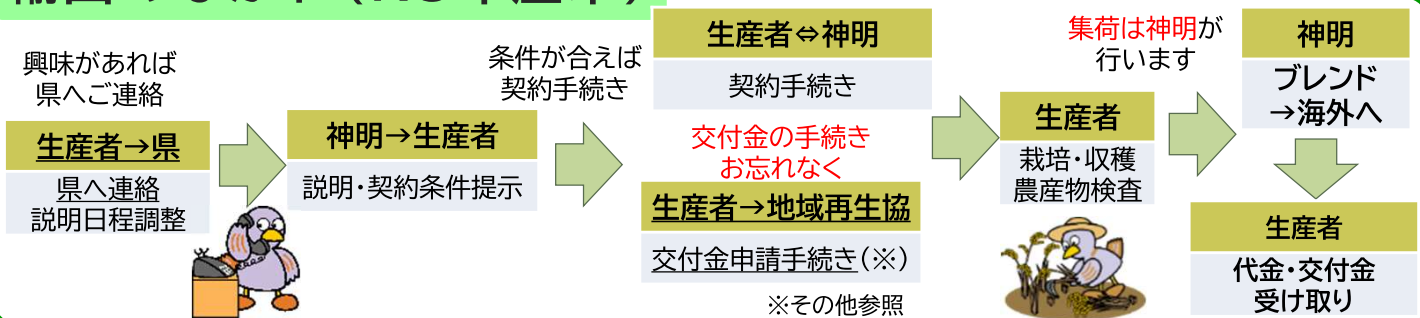 興味があれば
県へご連絡
生産者→県
県へ連絡
説明日程調整
神明→生産者
説明・契約条件提示
条件が合えば
契約手続き
生産者⇔神明
契約手続き
交付金の手続き
お忘れなく
生産者→地域再生協
交付金申請手続き(※)
※その他参照
生産者
栽培・収穫
農産物検査
集荷は神明が
行います
神明
ブレンド
→海外へ
生産者
代金・交付金
受け取り